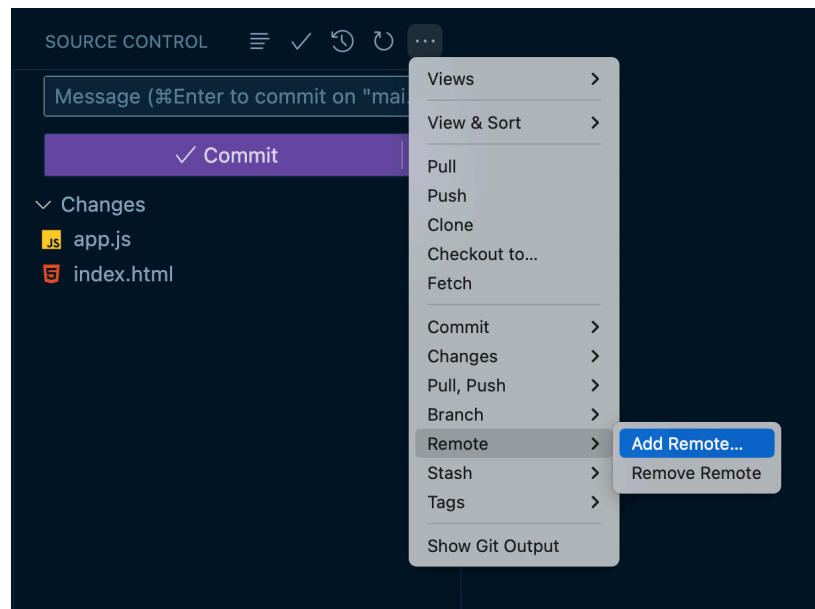 SOURCE CONTROL
Message (⌘Enter to commit on "mai...
Commit
Changes
JS app.js
5 index.html
Views
View & Sort
Pull
Push
Clone
Checkout to...
Fetch
Commit
Changes
Pull, Push
Branch
Remote
Stash
Tags
Show Git Output
Add Remote...
Remove Remote